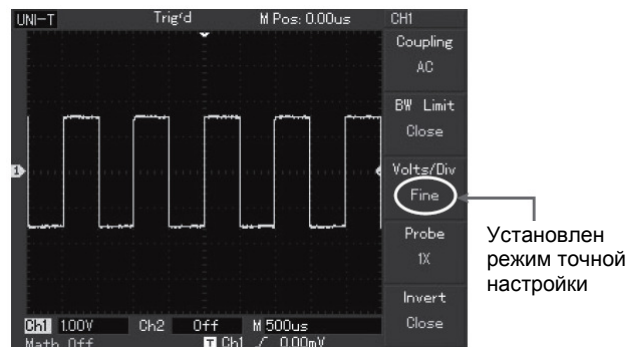 UNI-T Trig'd M Pos: 0.00us CH1
Coupling
AC
BW Limit
Close
1
Volts/Div
Fine
Probe
1X
Invert
Close
Ch1 1.00V Ch2 Off M 500us
Math Off T Ch1 / 0.00mV
Установлен
режим точной
настройки